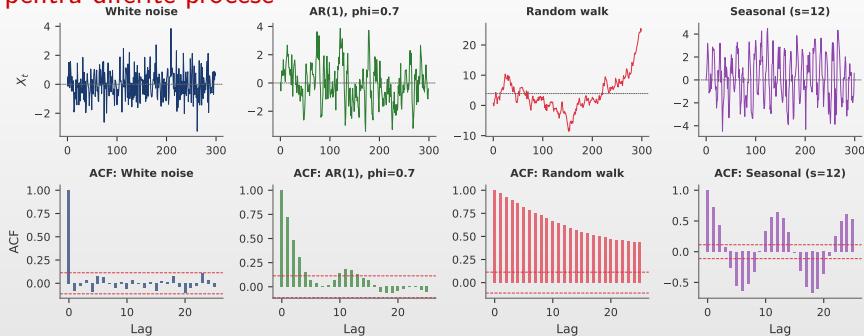 pentru diferite procese
White noise
AR(1), phi=0.7
Random walk
Seasonal (s=12)
X_t
4
2
0
−2
0 100 200 300
4
2
0
−2
0 100 200 300
20
10
0
−10
0 100 200 300
4
2
0
−2
−4
0 100 200 300
ACF: White noise
ACF: AR(1), phi=0.7
ACF: Random walk
ACF: Seasonal (s=12)
ACF
1.00
0.75
0.50
0.25
0.00
0 10 20
Lag
1.00
0.75
0.50
0.25
0.00
0 10 20
Lag
1.00
0.75
0.50
0.25
0.00
0 10 20
Lag
1.0
0.5
0.0
−0.5
0 10 20
Lag